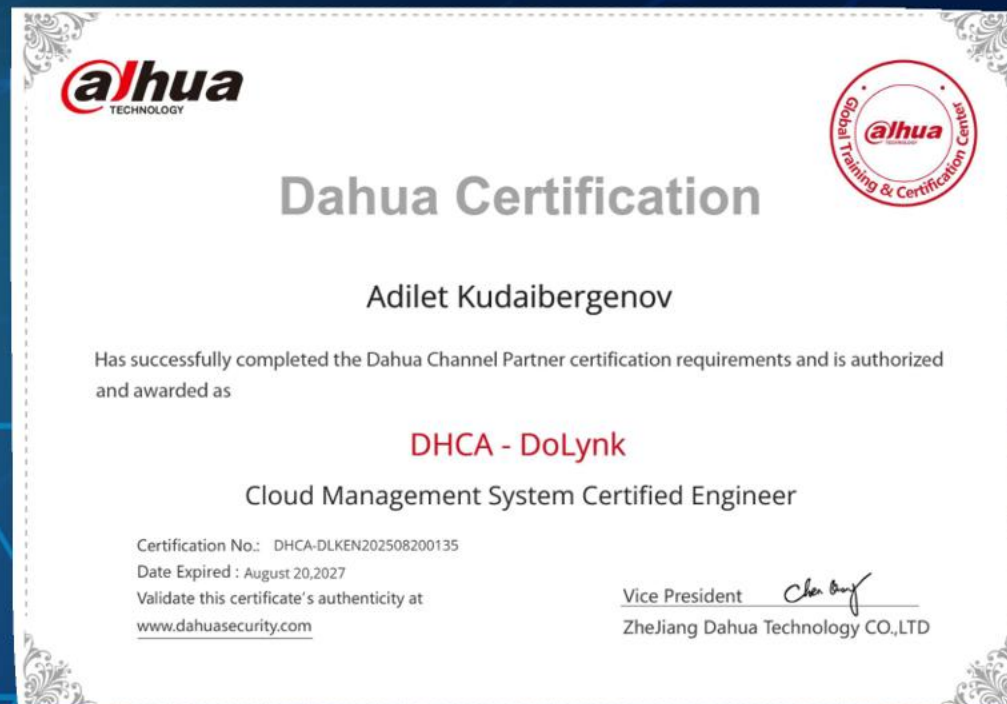 alhua
TECHNOLOGY
Global Training & Certification Center
alhua
TECHNOLOGY
Dahua Certification
Adilet Kudaibergenov
Has successfully completed the Dahua Channel Partner certification requirements and is authorized
and awarded as
DHCA - DoLynk
Cloud Management System Certified Engineer
Certification No.: DHCA-DLKEN202508200135
Date Expired : August 20,2027
Validate this certificate's authenticity at
www.dahuasecurity.com
Vice President
ZheJiang Dahua Technology CO.,LTD